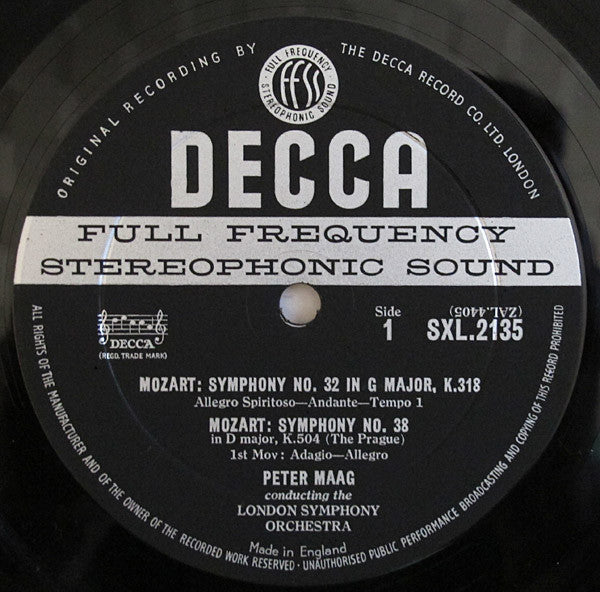 ORIGINAL RECORDING BY THE DECCA RECORD CO. LTD. LONDON
FULL FREQUENCY
ffss
STEREOPHONIC SOUND
DECCA
FULL FREQUENCY
STEREOPHONIC SOUND
DECCA
(REGD. TRADE MARK)
Side
1
(ZAL.4405)
SXL.2135
MOZART: SYMPHONY NO. 32 IN G MAJOR, K.318
Allegro Spiritoso—Andante—Tempo 1
MOZART: SYMPHONY NO. 38
in D major, K.504 (The Prague)
1st Mov: Adagio—Allegro
PETER MAAG
conducting the
LONDON SYMPHONY
ORCHESTRA
Made in England
ALL RIGHTS OF THE MANUFACTURER AND OF THE OWNER OF THE RECORDED WORK RESERVED · UNAUTHORISED PUBLIC PERFORMANCE BROADCASTING AND COPYING OF THIS RECORD PROHIBITED